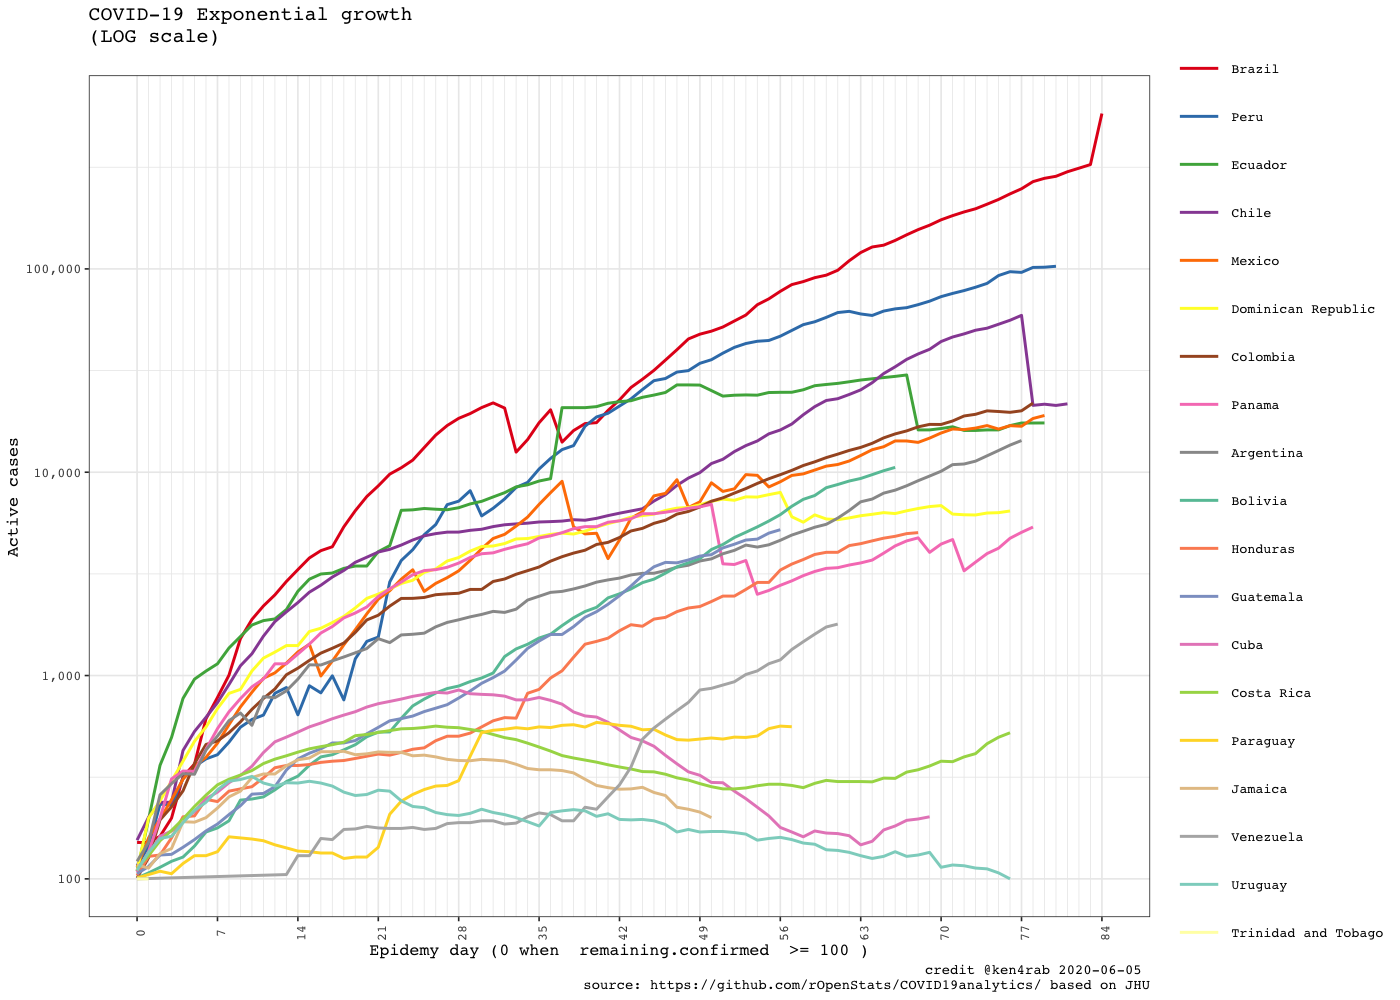 COVID-19 Exponential growth
(LOG scale)
Active cases
100,000
10,000
1,000
100
0 7 14 21 28 35 42 49 56 63 70 77 84
Epidemy day (0 when  remaining.confirmed  >= 100 )
Brazil
Peru
Ecuador
Chile
Mexico
Dominican Republic
Colombia
Panama
Argentina
Bolivia
Honduras
Guatemala
Cuba
Costa Rica
Paraguay
Jamaica
Venezuela
Uruguay
Trinidad and Tobago
credit @ken4rab 2020-06-05
source: https://github.com/rOpenStats/COVID19analytics/ based on JHU